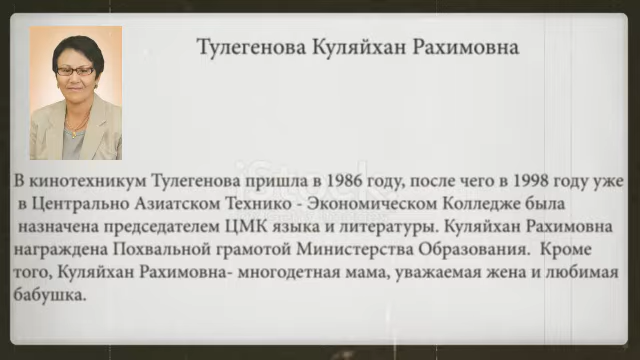 Тулегенова Куляйхан Рахимовна
В кинотехникум Тулегенова пришла в 1986 году, после чего в 1998 году уже
в Центрально Азиатском Технико - Экономическом Колледже была
назначена председателем ЦМК языка и литературы. Куляйхан Рахимовна
награждена Похвальной грамотой Министерства Образования. Кроме
того, Куляйхан Рахимовна- многодетная мама, уважаемая жена и любимая
бабушка.